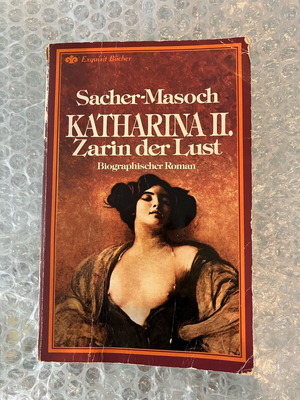 Exquisit Bücher
Sacher-Masoch
KATHARINA II.
Zarin der Lust
Biographischer Roman